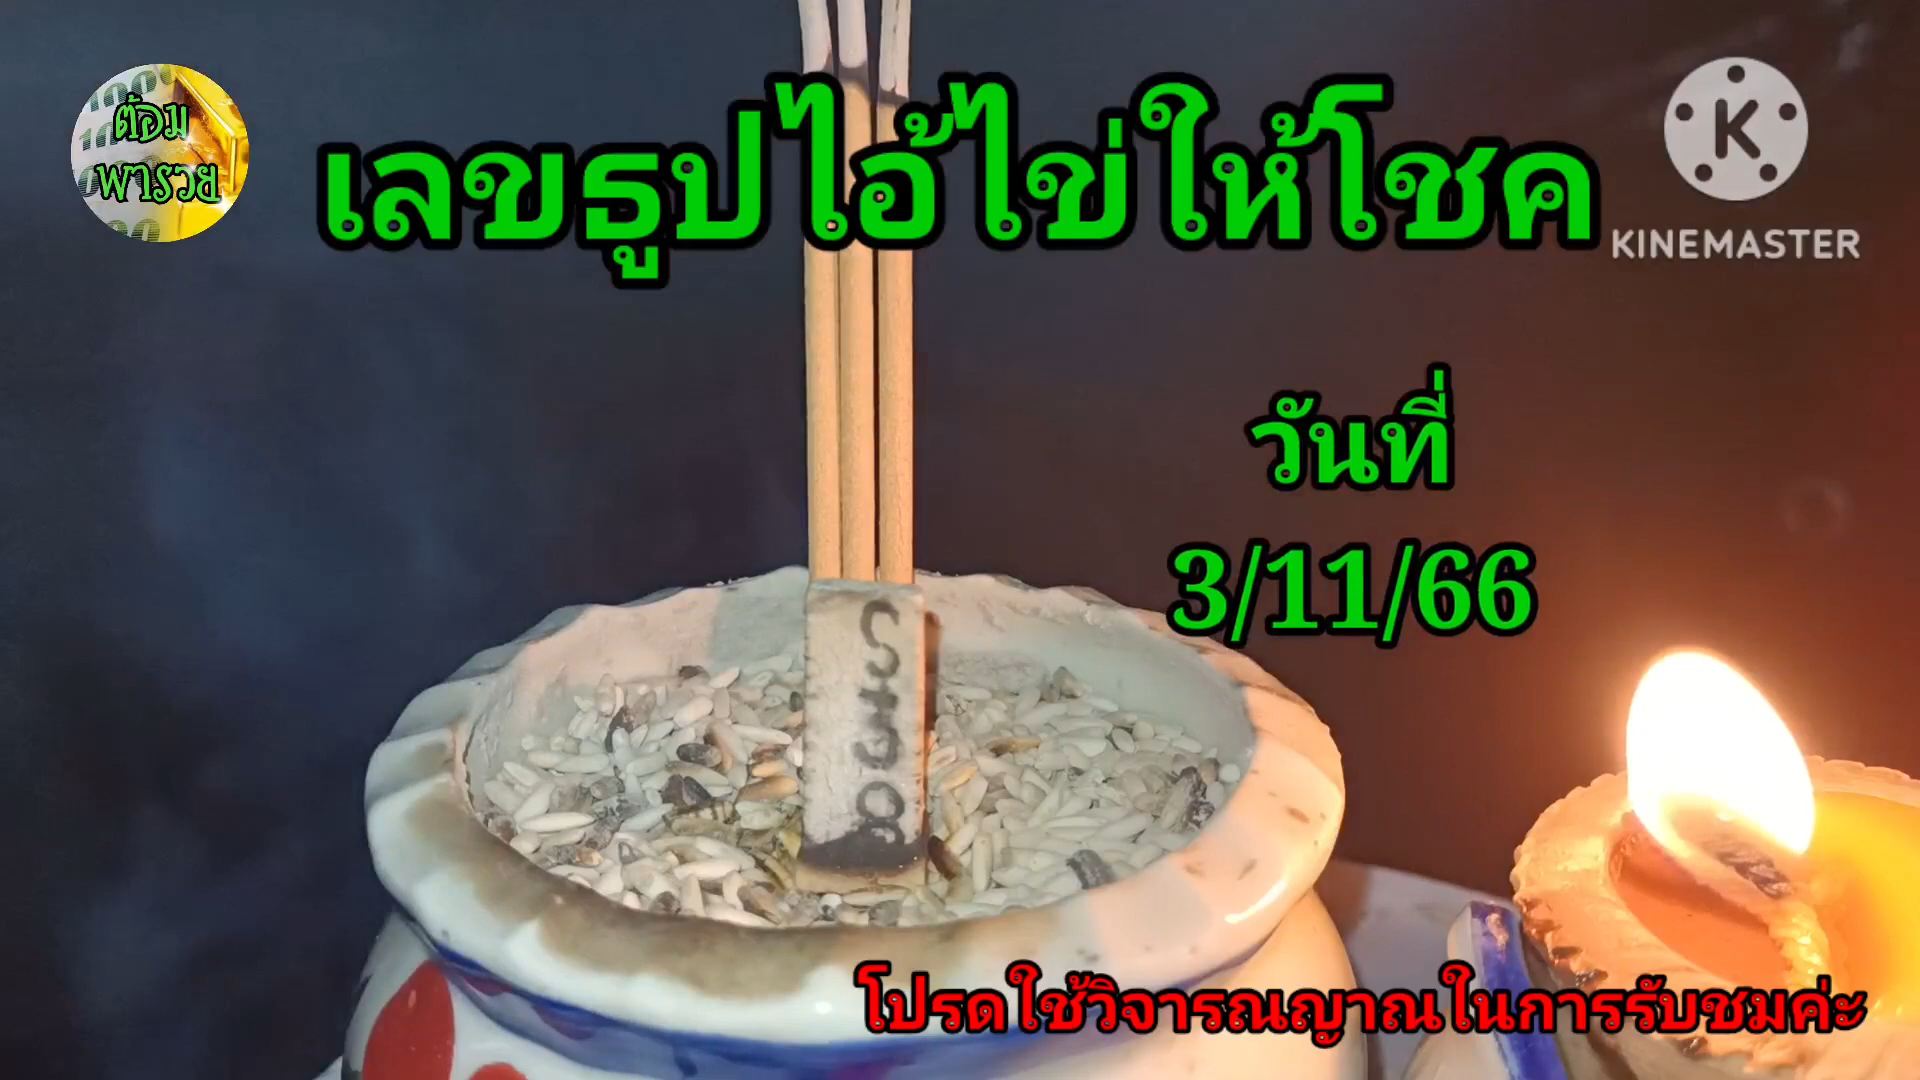 ต้อม
พารวย
เลขธูปไอ้ไข่ให้โชค
K
KINEMASTER
วันที่
3/11/66
โปรดใช้วิจารณญาณในการรับชมค่ะ